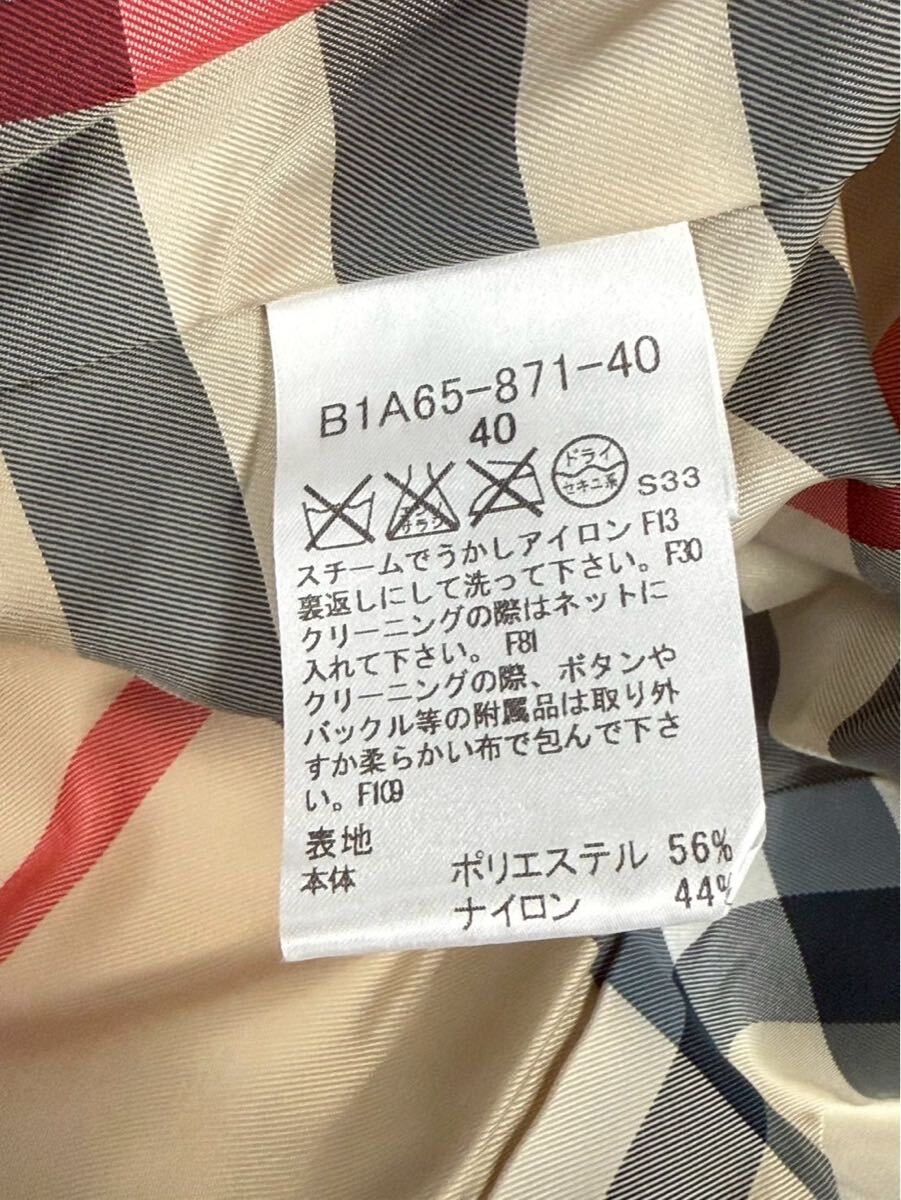 B1A65-871-40
40
エンソ
サラシ
ドライ
セキユ系
S33
スチームでうかしアイロン F13
裏返しにして洗って下さい。F30
クリーニングの際はネットに
入れて下さい。 F81
クリーニングの際、ボタンや
バックル等の附属品は取り外
すか柔らかい布で包んで下さ
い。F109
表地
本体 ポリエステル 56%
ナイロン 44%